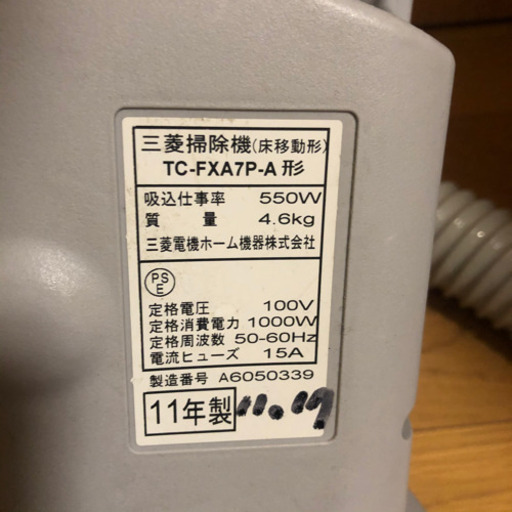 三菱掃除機(床移動形)
TC-FXA7P-A 形
吸込仕事率 550W
質量 4.6kg
三菱電機ホーム機器株式会社
PS
E
定格電圧 100V
定格消費電力 1000W
定格周波数 50-60Hz
電流ヒューズ 15A
製造番号 A6050339
11年製 11.17